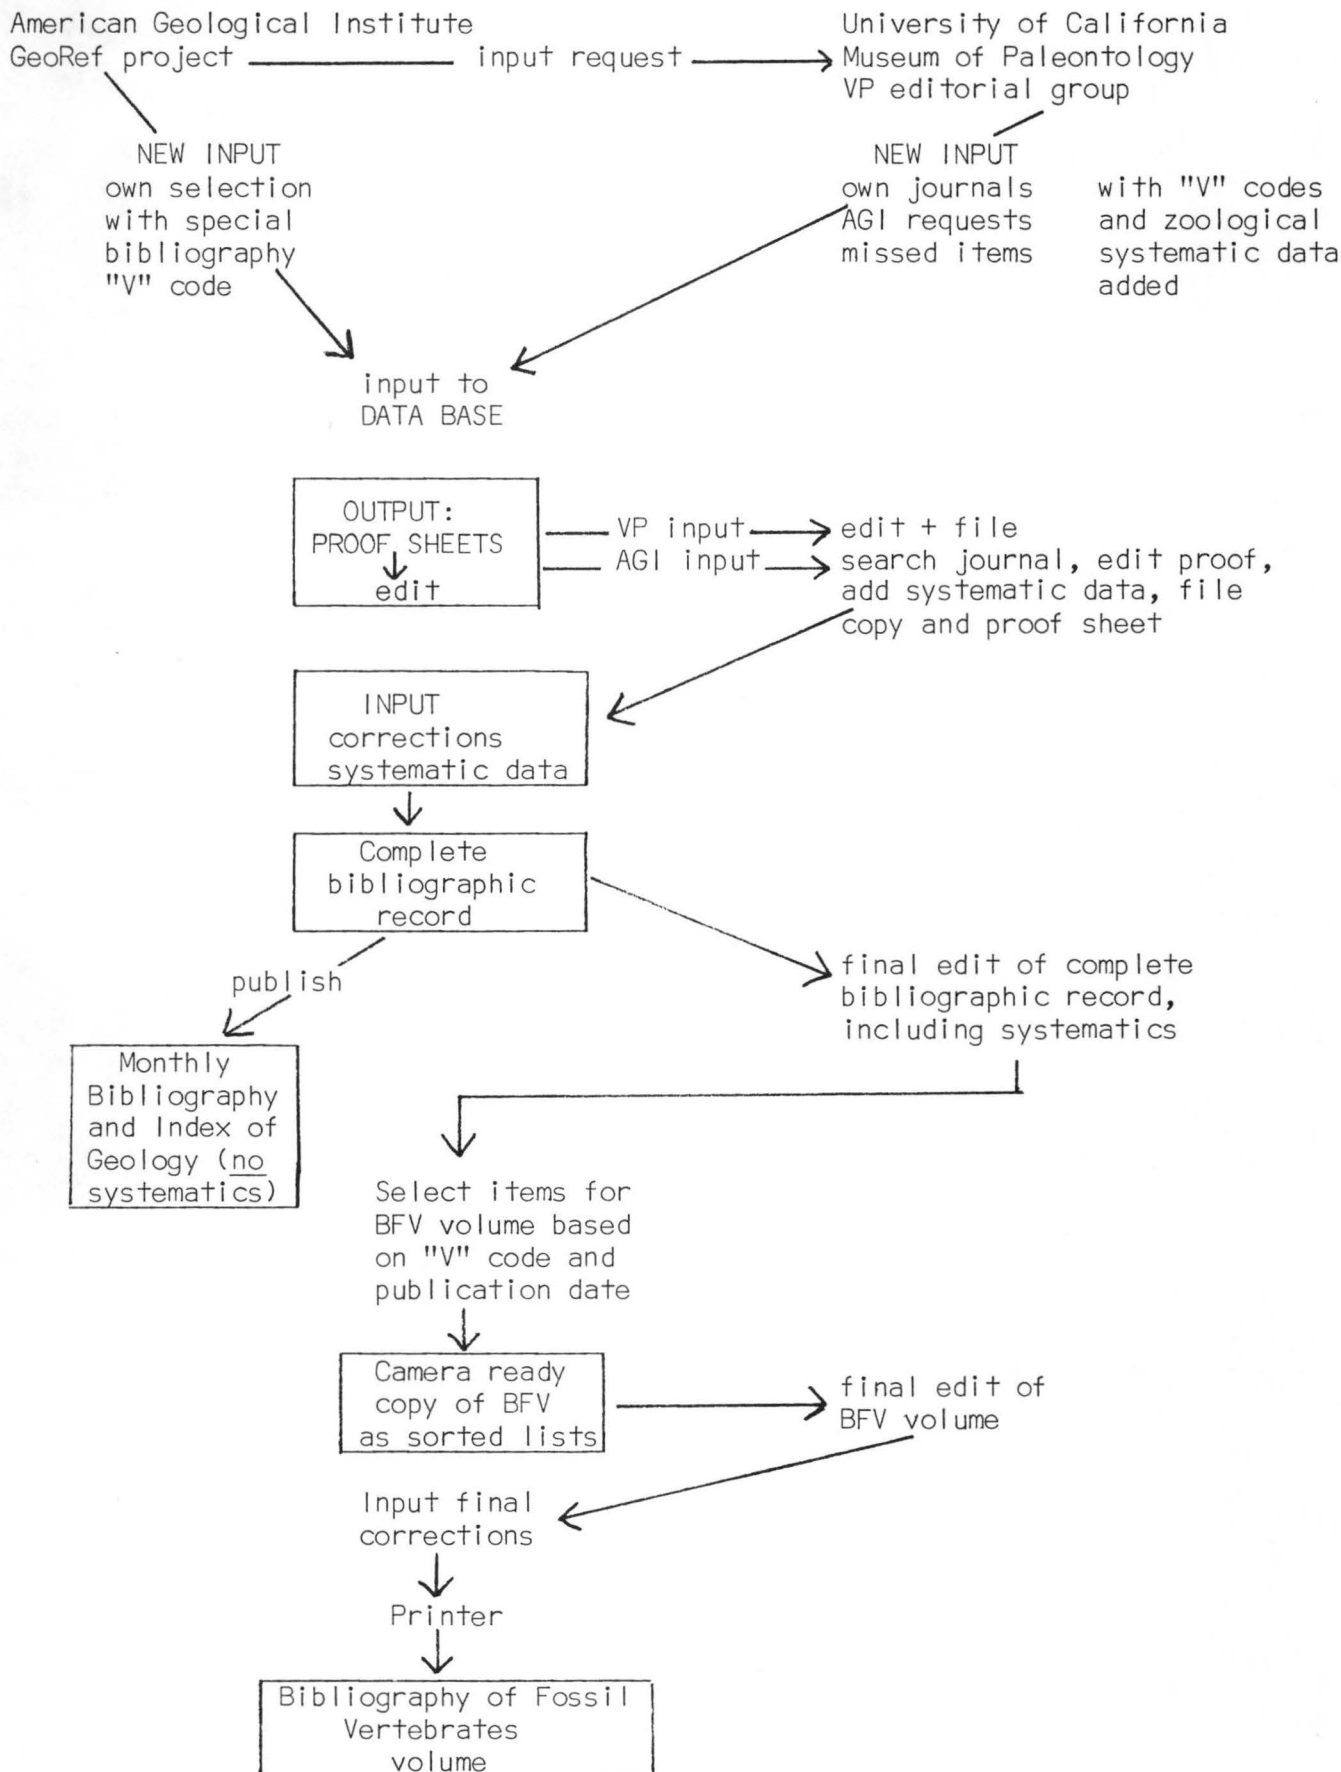 American Geological Institute
GeoRef project
input request
University of California
Museum of Paleontology
VP editorial group
NEW INPUT
own selection
with special
bibliography
"V" code
NEW INPUT
own journals
AGI requests
missed items
with "V" codes
and zoological
systematic data
added
input to
DATA BASE
OUTPUT:
PROOF SHEETS
edit
VP input
edit + file
AGI input
search journal, edit proof,
add systematic data, file
copy and proof sheet
INPUT
corrections
systematic data
Complete
bibliographic
record
publish
final edit of complete
bibliographic record,
including systematics
Monthly
Bibliography
and Index of
Geology (no
systematics)
Select items for
BFV volume based
on "V" code and
publication date
Camera ready
copy of BFV
as sorted lists
final edit of
BFV volume
Input final
corrections
Printer
Bibliography of Fossil
Vertebrates
volume